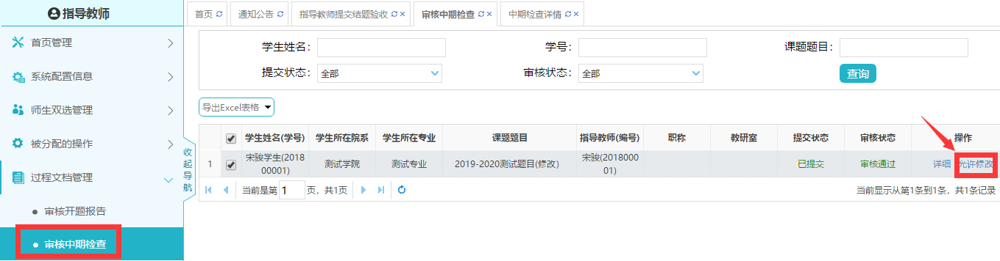 指导教师
首页 通知公告 指导教师提交结题验收 审核中期检查 中期检查详情
首页管理
系统配置信息
师生双选管理
被分配的操作
过程文档管理
审核开题报告
审核中期检查
收起导航
学生姓名: 学号: 课题题目:
提交状态: 全部 审核状态: 全部 查询
导出Excel表格
学生姓名(学号) 学生所在院系 学生所在专业 课题题目 指导教师(编号) 职称 教研室 提交状态 审核状态 操作
1 宋骏学生(2018 测试学院 测试专业 2019-2020测试题目(修改) 宋骏(2018000 已提交 审核通过 详细 允许修改
00001) 01)
当前是第 1 页，共1页 当前显示从第1条到1条，共1条记录